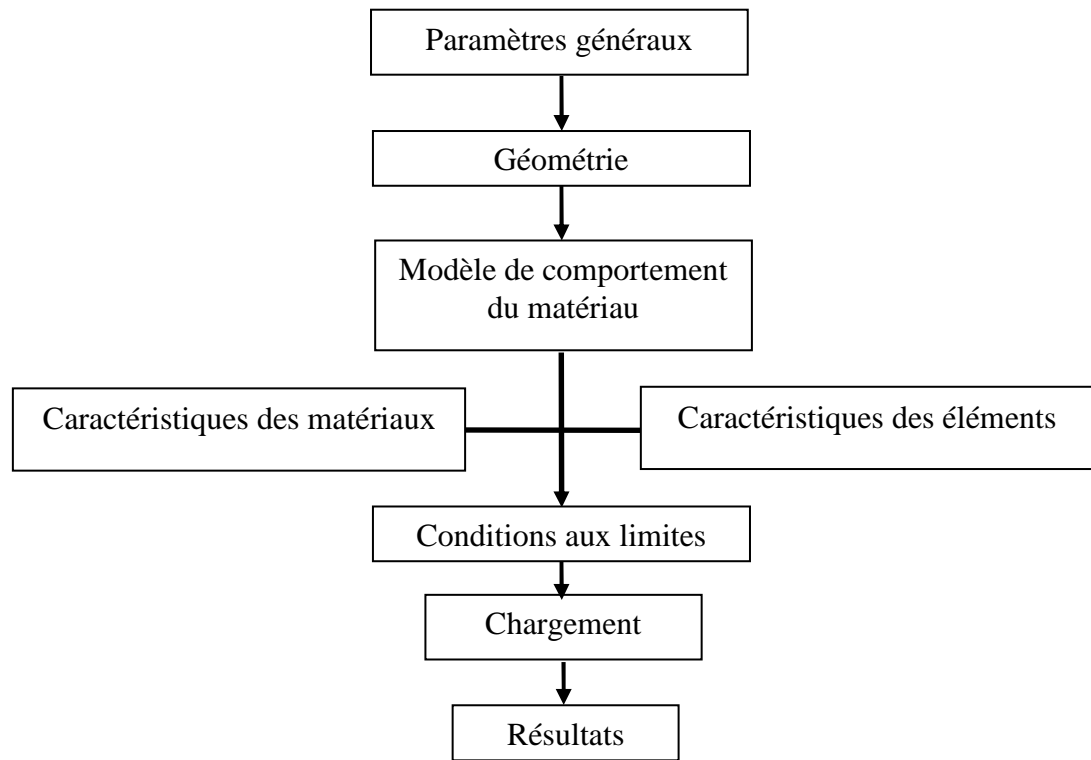 Paramètres généraux
Géométrie
Modèle de comportement
du matériau
Caractéristiques des matériaux
Caractéristiques des éléments
Conditions aux limites
Chargement
Résultats